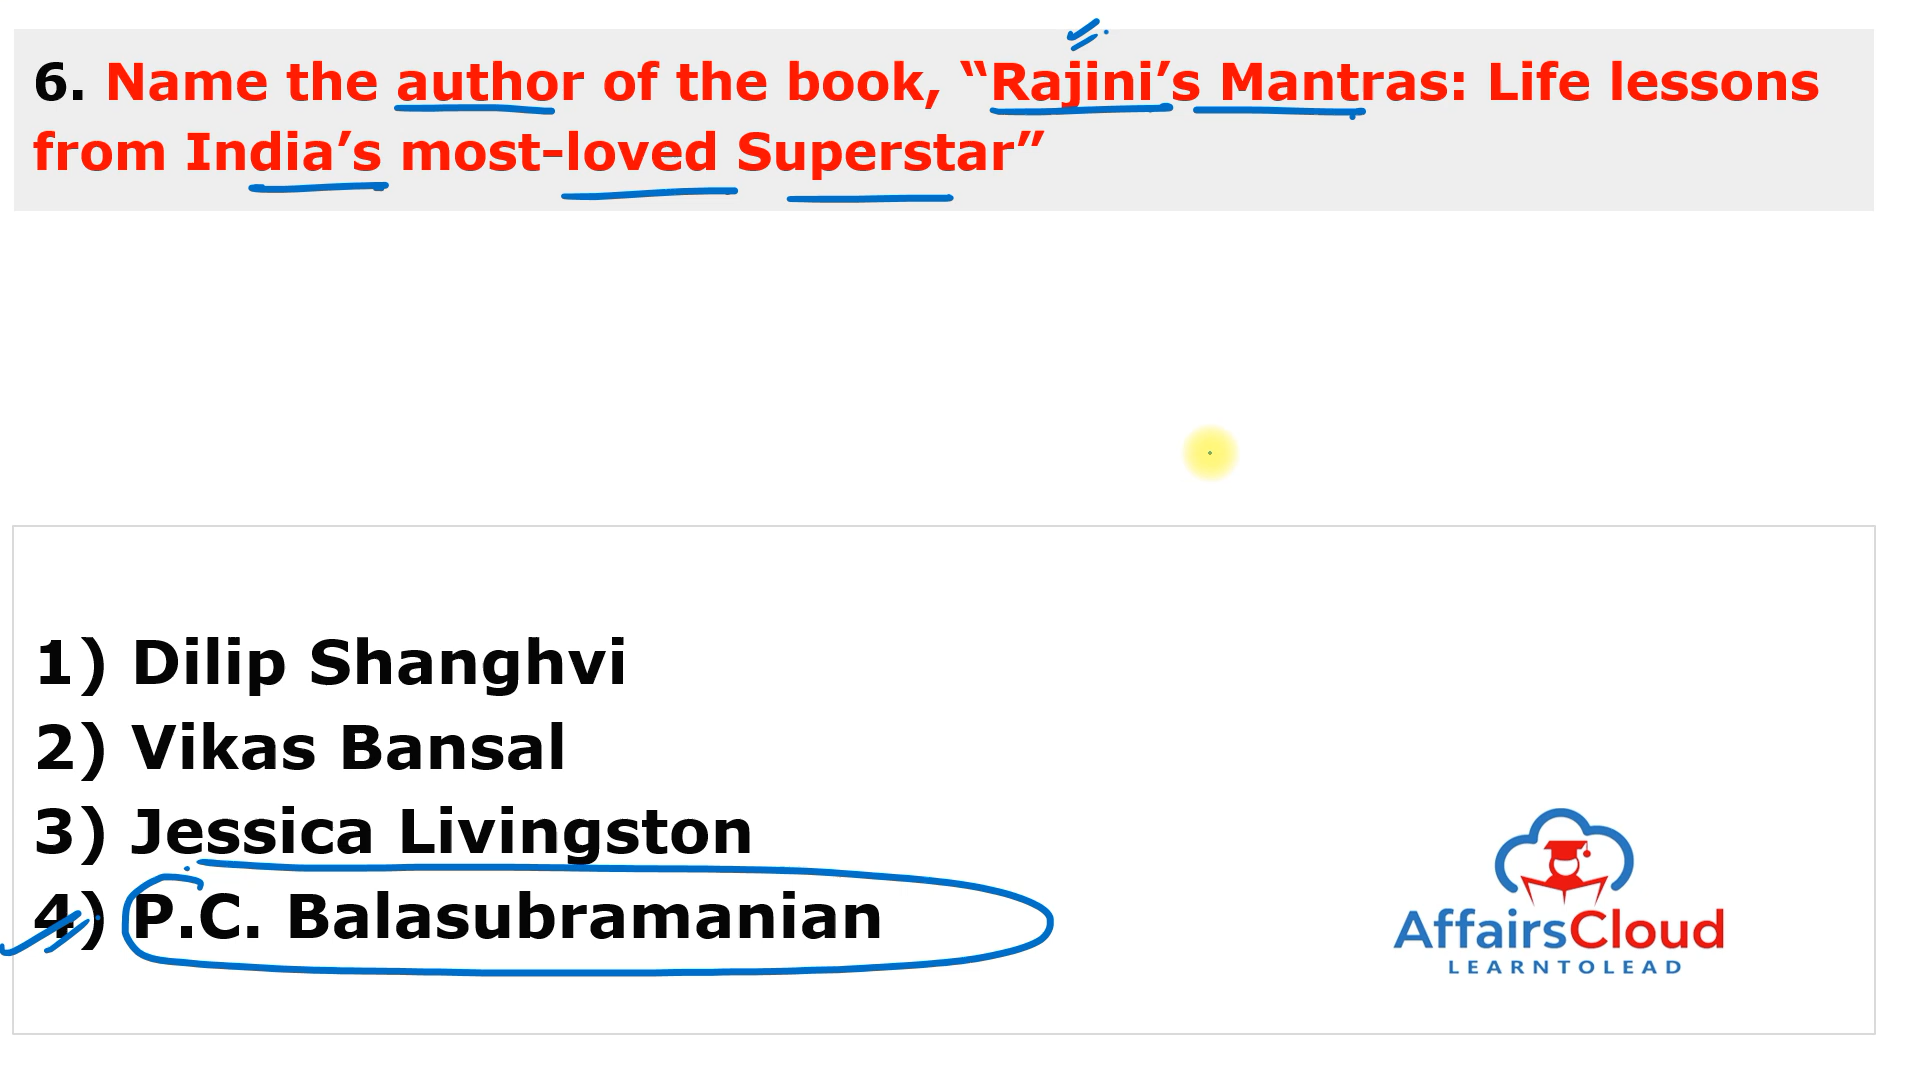 6. Name the author of the book, “Rajini’s Mantras: Life lessons
from India’s most-loved Superstar”
1) Dilip Shanghvi
2) Vikas Bansal
3) Jessica Livingston
4) P.C. Balasubramanian
AffairsCloud
LEARNTOLEAD